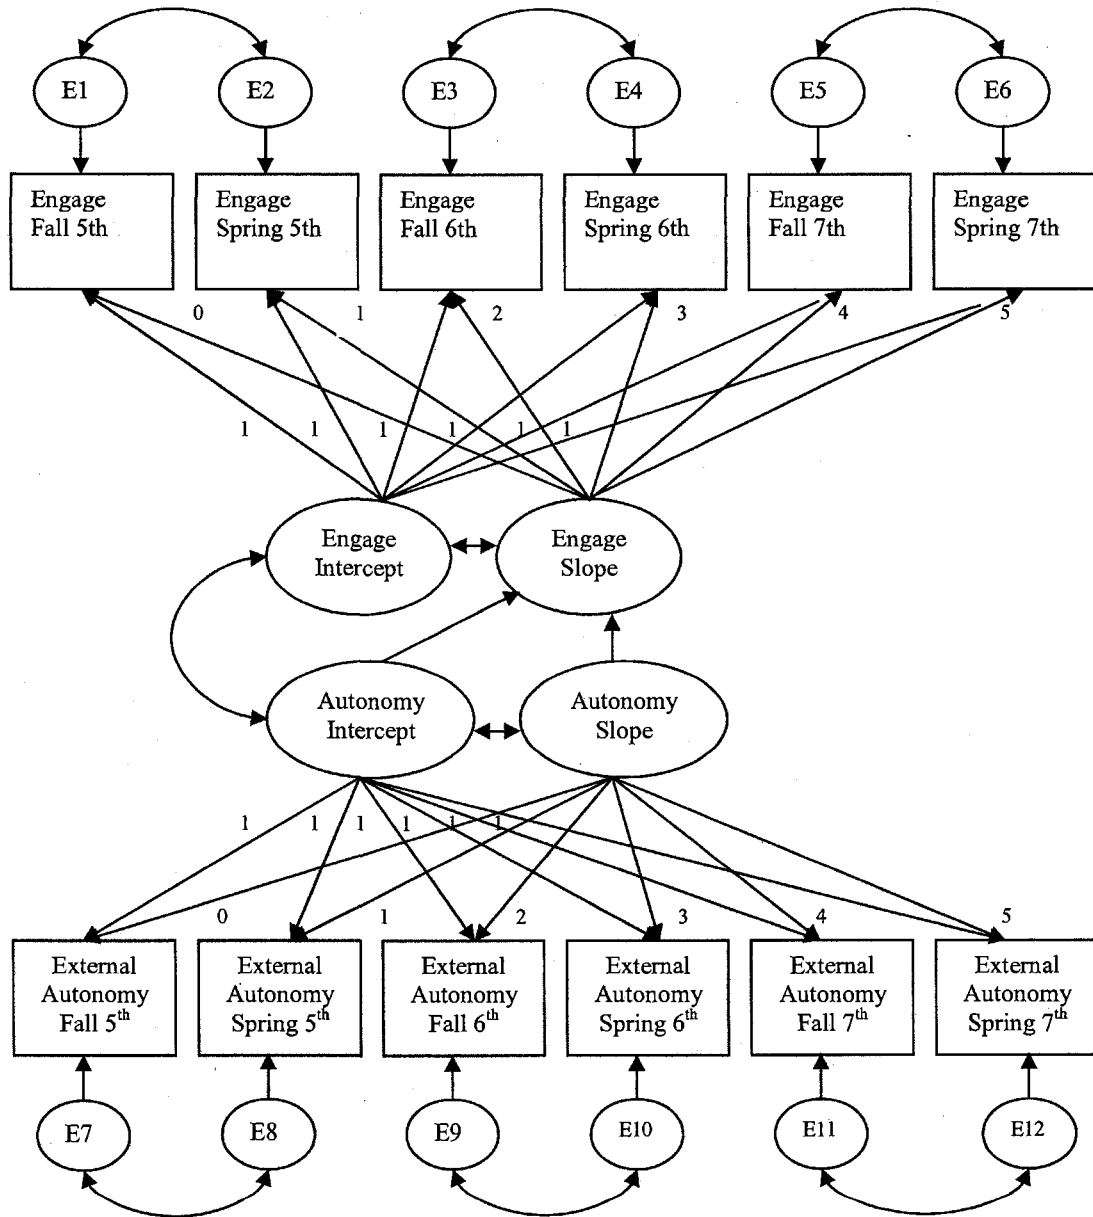 E1 E2 E3 E4 E5 E6
Engage
Fall 5th
Engage
Spring 5th
Engage
Fall 6th
Engage
Spring 6th
Engage
Fall 7th
Engage
Spring 7th
0 1 2 3 4 5
1 1 1 1 1 1
Engage
Intercept
Engage
Slope
Autonomy
Intercept
Autonomy
Slope
1 1 1 1 1 1
0 1 2 3 4 5
External
Autonomy
Fall 5th
External
Autonomy
Spring 5th
External
Autonomy
Fall 6th
External
Autonomy
Spring 6th
External
Autonomy
Fall 7th
External
Autonomy
Spring 7th
E7 E8 E9 E10 E11 E12